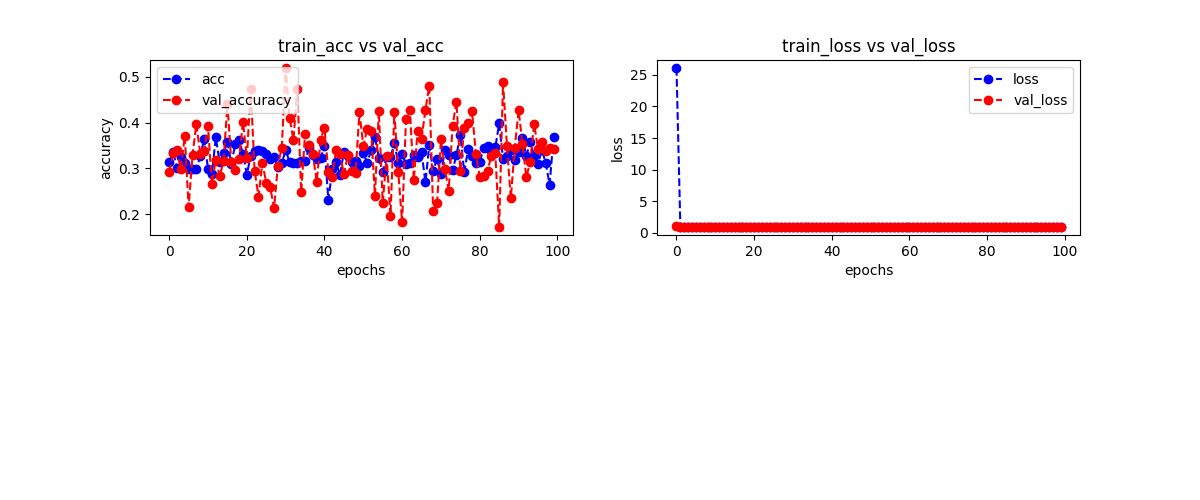 train_acc vs val_acc
acc
val_accuracy
0.5
0.4
0.3
0.2
accuracy
0 20 40 60 80 100
epochs
train_loss vs val_loss
loss
val_loss
25
20
15
10
5
0
loss
0 20 40 60 80 100
epochs